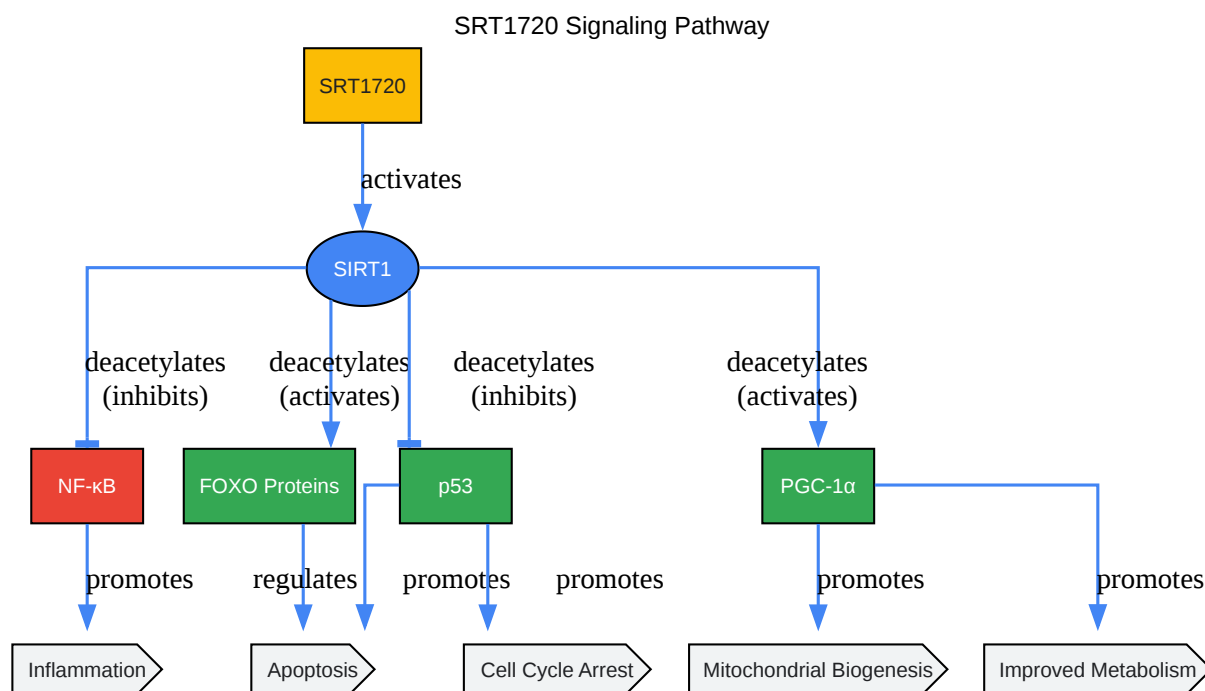 SRT1720 Signaling Pathway
SRT1720
activates
SIRT1
deacetylates
(inhibits)
deacetylates
(activates)
deacetylates
(inhibits)
deacetylates
(activates)
NF-κB
FOXO Proteins
p53
PGC-1α
promotes
regulates
promotes
promotes
promotes
promotes
Inflammation
Apoptosis
Cell Cycle Arrest
Mitochondrial Biogenesis
Improved Metabolism